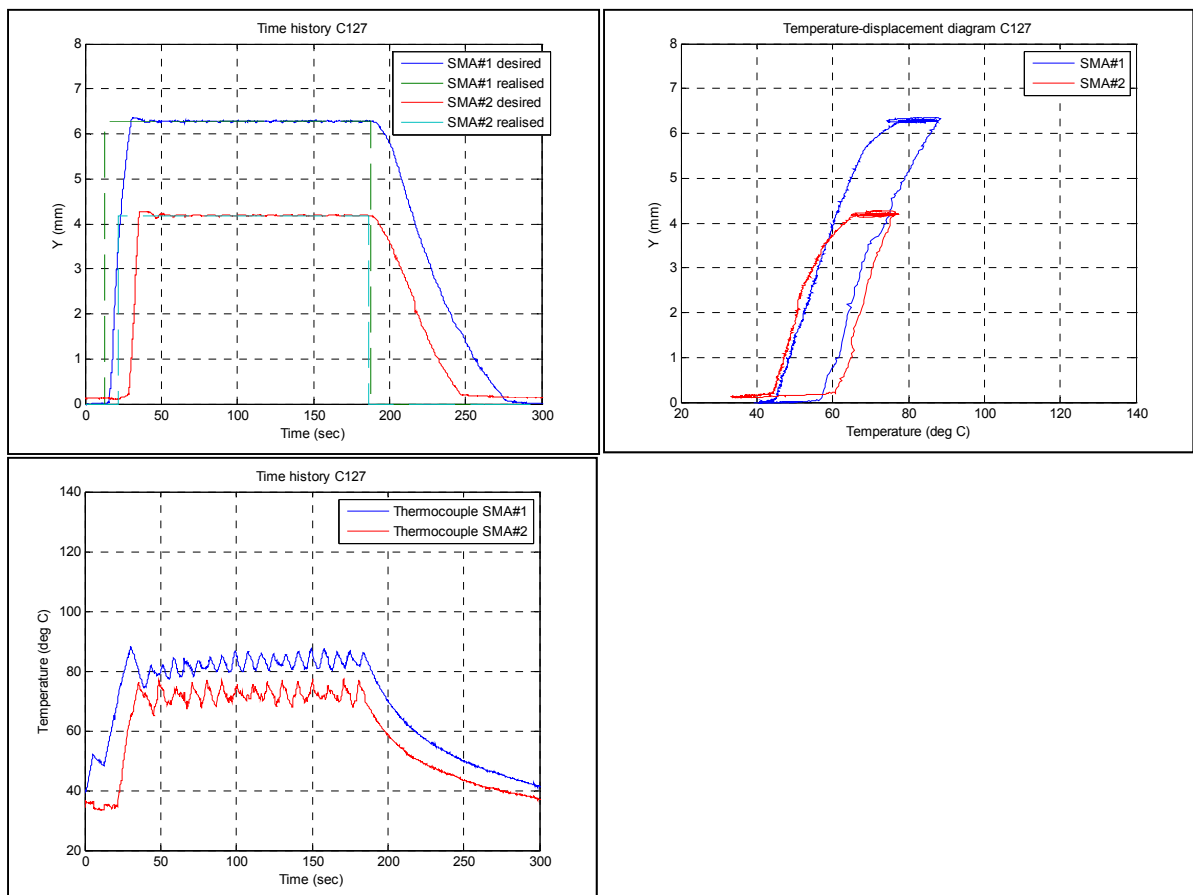 Time history C127
8
7
6
5
4
3
2
1
0
Y (mm)
SMA#1 desired
SMA#1 realised
SMA#2 desired
SMA#2 realised
0 50 100 150 200 250 300
Time (sec)
Temperature-displacement diagram C127
8
7
6
5
4
3
2
1
0
Y (mm)
SMA#1
SMA#2
20 40 60 80 100 120 140
Temperature (deg C)
Time history C127
140
120
100
80
60
40
20
Temperature (deg C)
Thermocouple SMA#1
Thermocouple SMA#2
0 50 100 150 200 250 300
Time (sec)